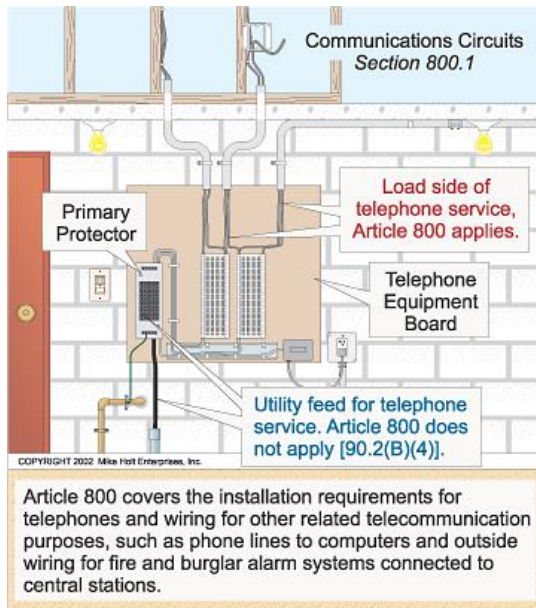 Communications Circuits
Section 800.1
Load side of
telephone service,
Article 800 applies.
Primary
Protector
Telephone
Equipment
Board
Utility feed for telephone
service. Article 800 does
not apply [90.2(B)(4)].
COPYRIGHT 2002 Mike Holt Enterprises, Inc.
Article 800 covers the installation requirements for
telephones and wiring for other related telecommunication
purposes, such as phone lines to computers and outside
wiring for fire and burglar alarm systems connected to
central stations.